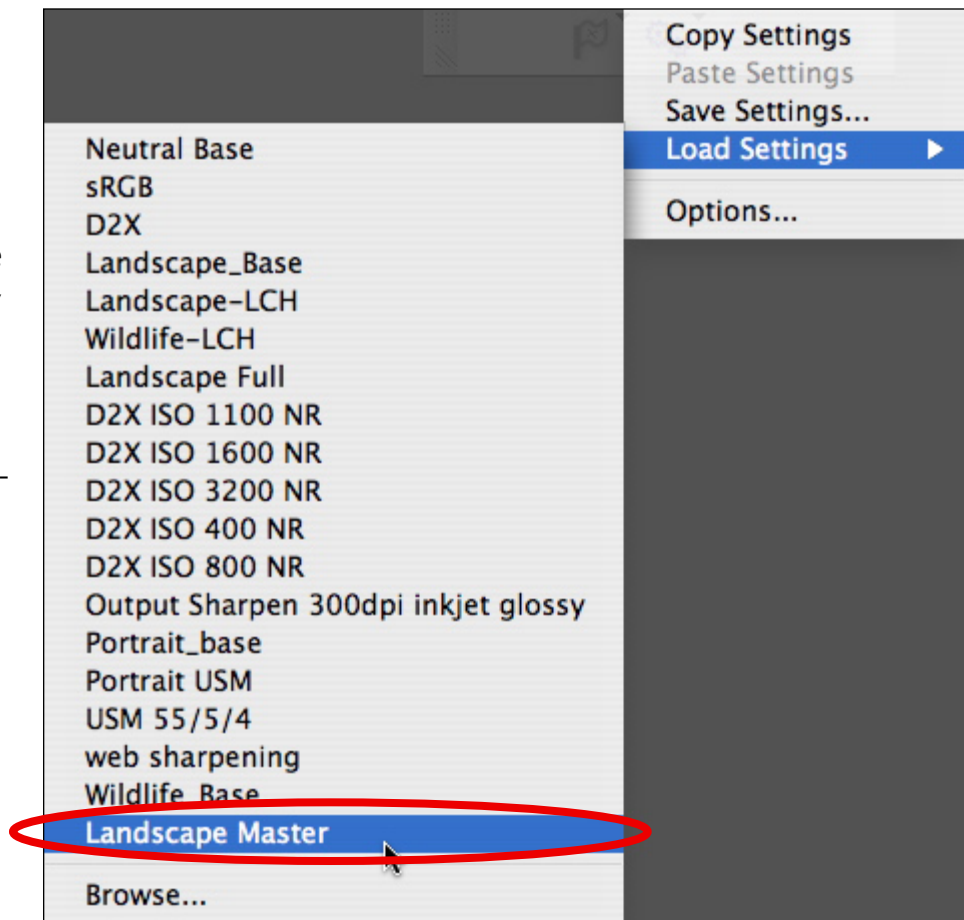 Copy Settings
Paste Settings
Save Settings...
Load Settings
Options...
Neutral Base
sRGB
D2X
Landscape_Base
Landscape-LCH
Wildlife-LCH
Landscape Full
D2X ISO 1100 NR
D2X ISO 1600 NR
D2X ISO 3200 NR
D2X ISO 400 NR
D2X ISO 800 NR
Output Sharpen 300dpi inkjet glossy
Portrait_base
Portrait USM
USM 55/5/4
web sharpening
Wildlife_Base
Landscape Master
Browse...